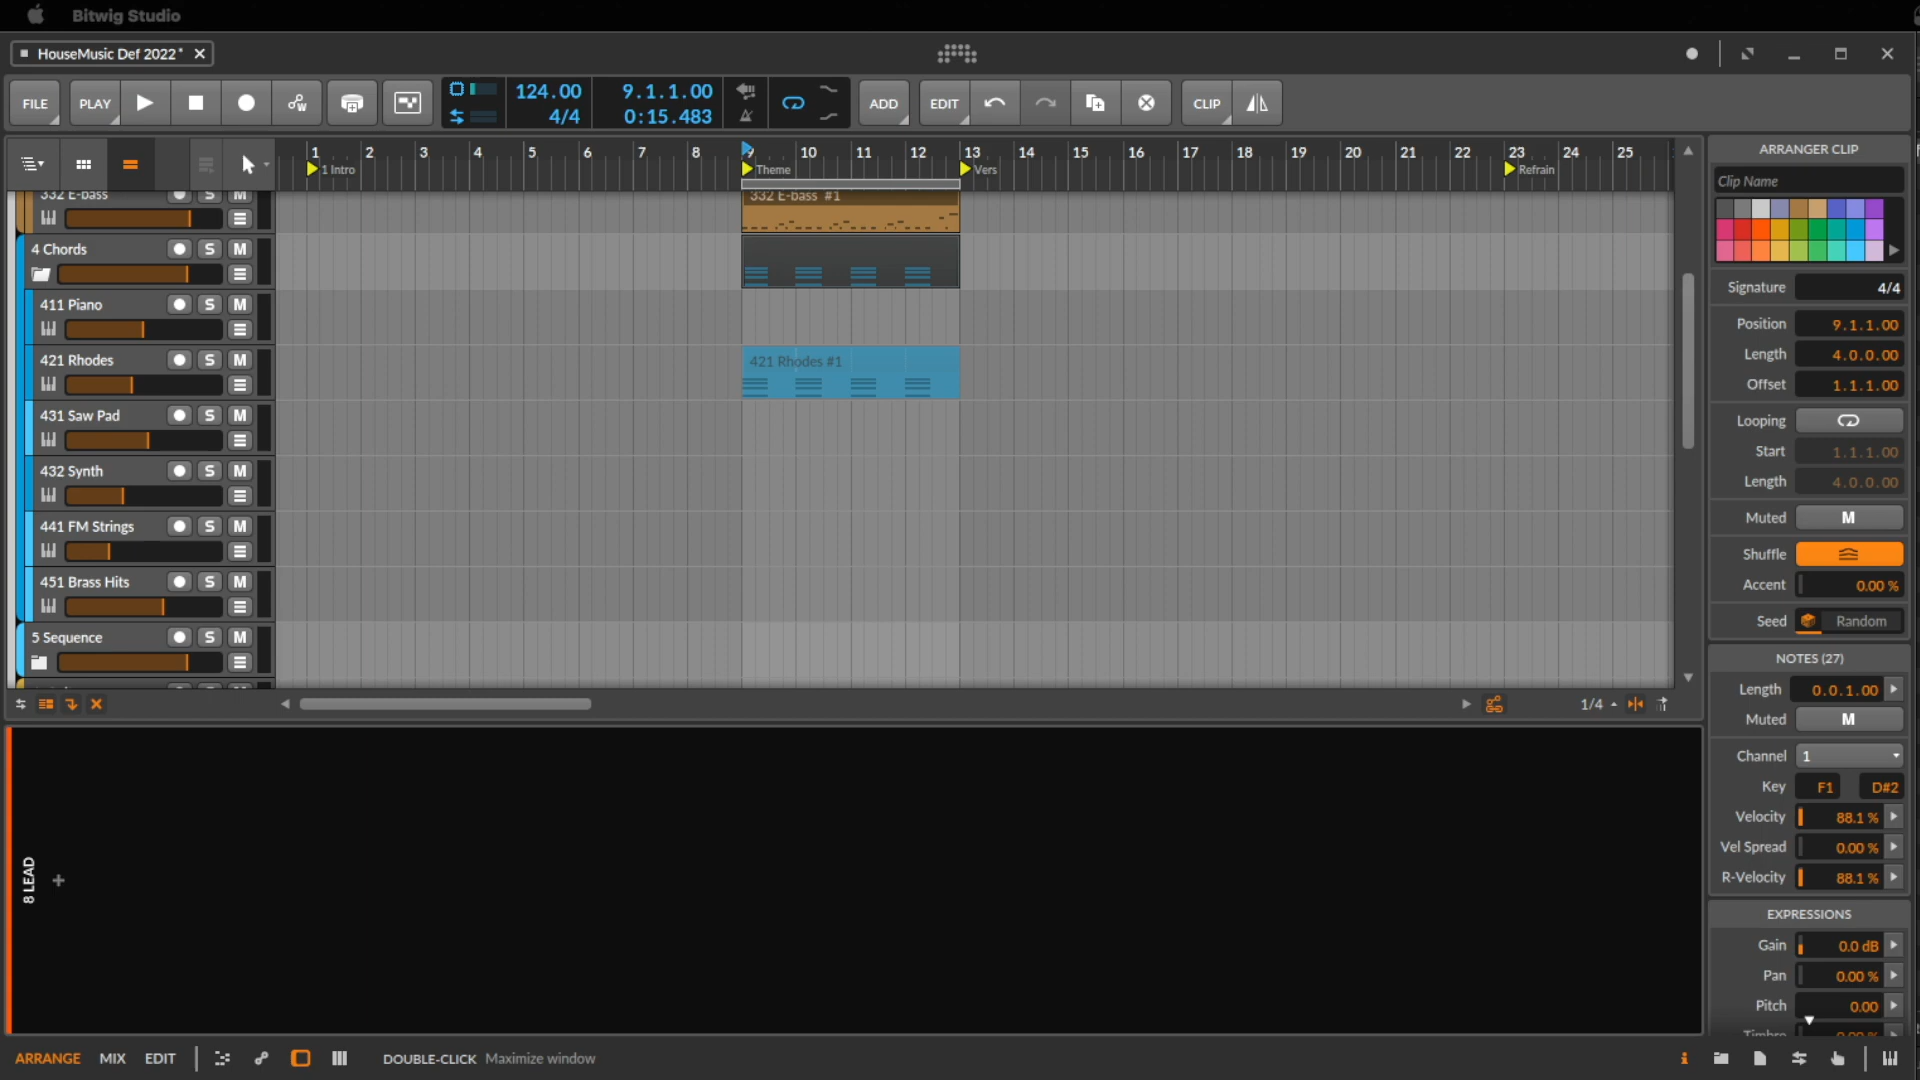 Bitwig Studio
HouseMusic Def 2022*
FILE
PLAY
124.00
4/4
9.1.1.00
0:15.483
ADD
EDIT
CLIP
1 2 3 4 5 6 7 8 9 10 11 12 13 14 15 16 17 18 19 20 21 22 23 24 25
1 Intro
Theme
Vers
Refrain
332 E-bass
M
332 E-bass #1
4 Chords
S M
411 Piano
S M
421 Rhodes
S M
421 Rhodes #1
431 Saw Pad
S M
432 Synth
S M
441 FM Strings
S M
451 Brass Hits
S M
5 Sequence
S M
1/4
8 LEAD
+
ARRANGER CLIP
Clip Name
Signature 4/4
Position 9.1.1.00
Length 4.0.0.00
Offset 1.1.1.00
Looping
Start 1.1.1.00
Length 4.0.0.00
Muted M
Shuffle
Accent 0.00 %
Seed Random
NOTES (27)
Length 0.0.1.00
Muted M
Channel 1
Key F1 D#2
Velocity 88.1 %
Vel Spread 0.00 %
R-Velocity 88.1 %
EXPRESSIONS
Gain 0.0 dB
Pan 0.00 %
Pitch 0.00
ARRANGE MIX EDIT
DOUBLE-CLICK Maximize window